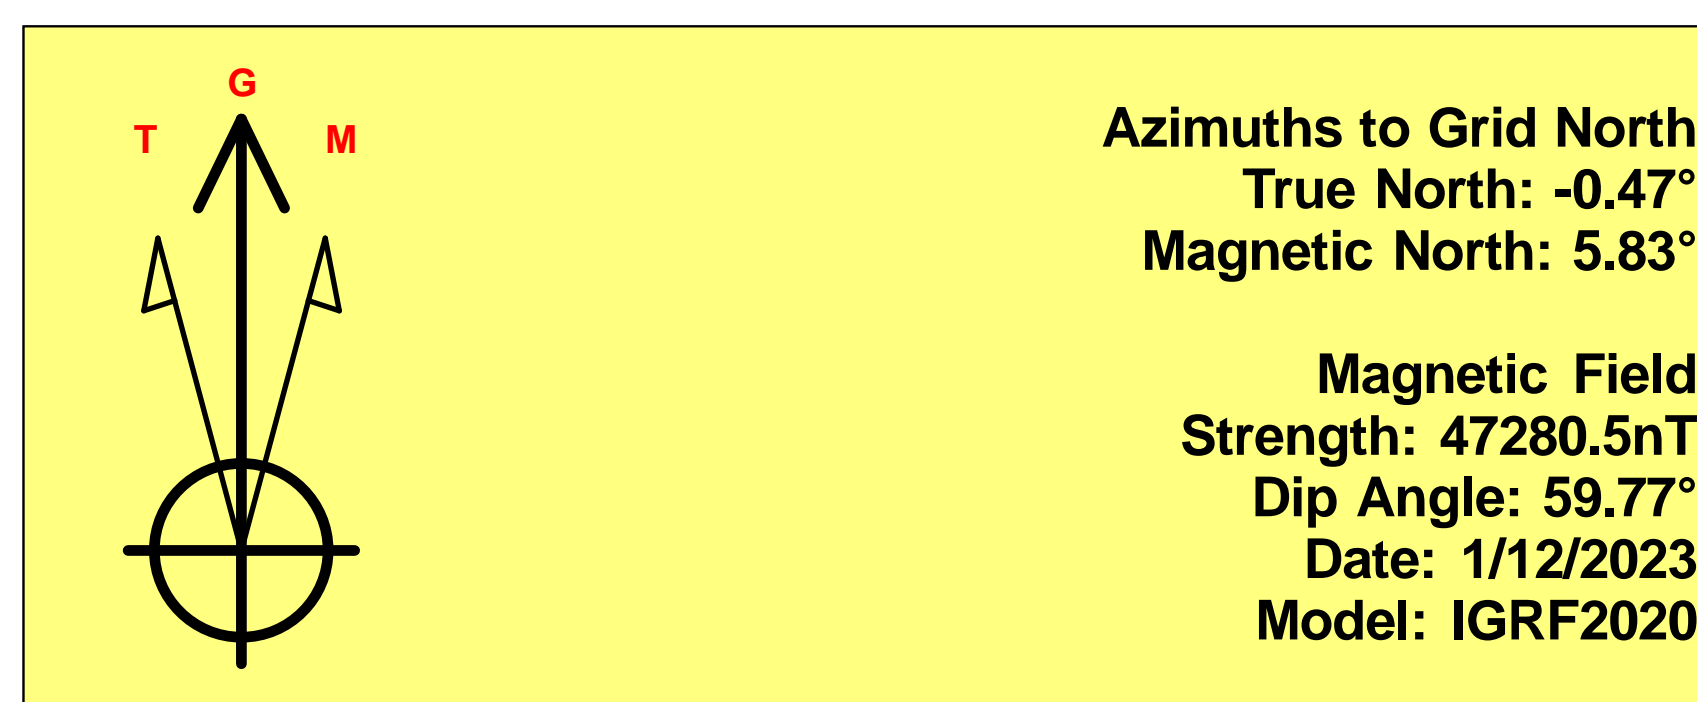 G
T M
Azimuths to Grid North
True North: -0.47°
Magnetic North: 5.83°
Magnetic Field
Strength: 47280.5nT
Dip Angle: 59.77°
Date: 1/12/2023
Model: IGRF2020